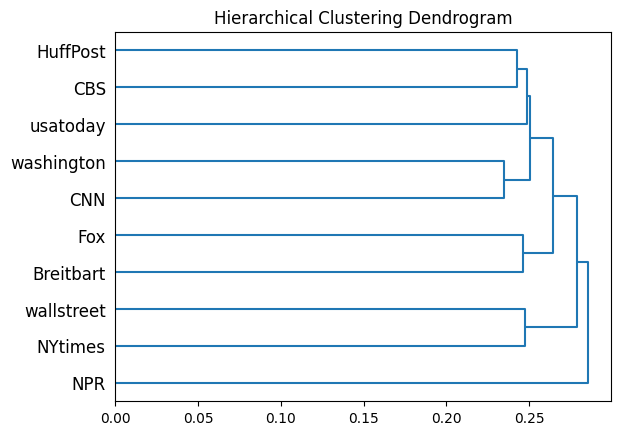 Hierarchical Clustering Dendrogram
HuffPost
CBS
usatoday
washington
CNN
Fox
Breitbart
wallstreet
NYtimes
NPR
0.00 0.05 0.10 0.15 0.20 0.25